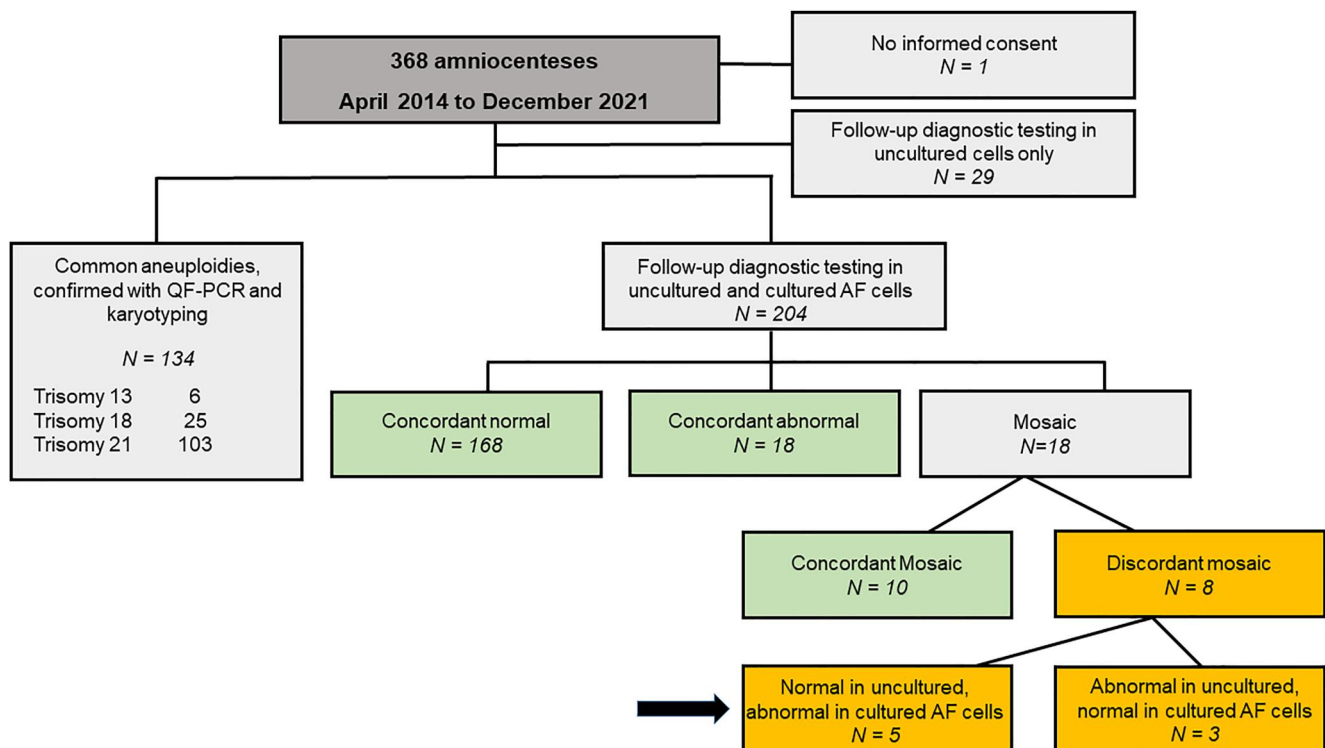 368 amniocenteses
April 2014 to December 2021
No informed consent
N = 1
Follow-up diagnostic testing in
uncultured cells only
N = 29
Common aneuploidies,
confirmed with QF-PCR and
karyotyping
N = 134
Trisomy 13 6
Trisomy 18 25
Trisomy 21 103
Follow-up diagnostic testing in
uncultured and cultured AF cells
N = 204
Concordant normal
N = 168
Concordant abnormal
N = 18
Mosaic
N=18
Concordant Mosaic
N = 10
Discordant mosaic
N = 8
Normal in uncultured,
abnormal in cultured AF cells
N = 5
Abnormal in uncultured,
normal in cultured AF cells
N = 3